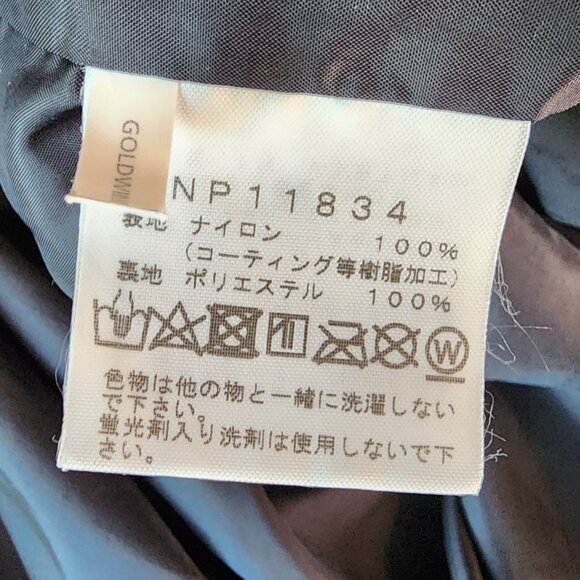 GOLDWIN
NP11834
表地 ナイロン 100%
(コーティング等樹脂加工)
裏地 ポリエステル 100%
W
色物は他の物と一緒に洗濯しない
で下さい。
蛍光剤入り洗剤は使用しないで下
さい。